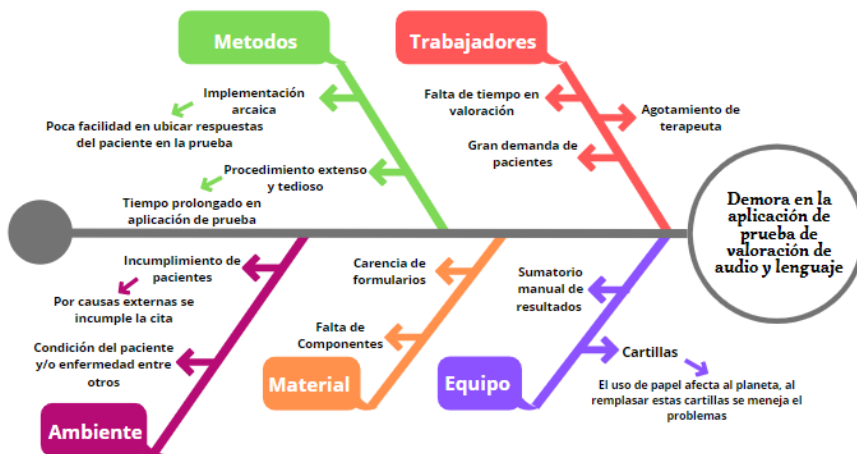 Metodos
Trabajadores
Implementación
arcaica
Poca facilidad en ubicar respuestas
del paciente en la prueba
Procedimiento extenso
y tedioso
Tiempo prolongado en
aplicación de prueba
Falta de tiempo en
valoración
Agotamiento de
terapeuta
Gran demanda de
pacientes
Demora en la
aplicación de
prueba de
valoración de
audio y lenguaje
Incumplimiento de
pacientes
Por causas externas se
incumple la cita
Condición del paciente
y/o enfermedad entre
otros
Ambiente
Carencia de
formularios
Falta de
Componentes
Material
Sumatorio
manual de
resultados
Cartillas
El uso de papel afecta al planeta, al
remplasar estas cartillas se meneja el
problemas
Equipo